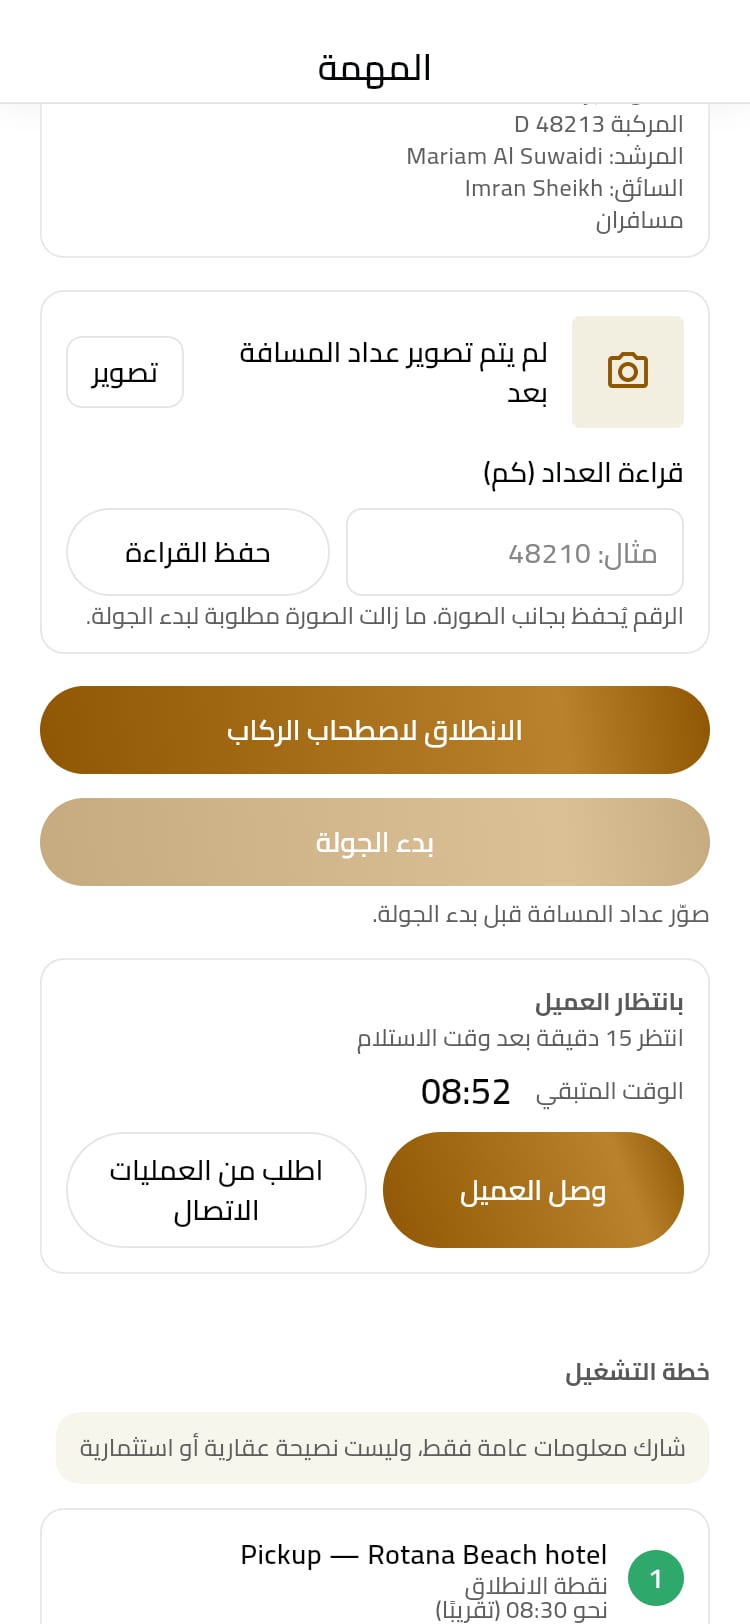 المهمة
المركبة D 48213
المرشد: Mariam Al Suwaidi
السائق: Imran Sheikh
مسافران
لم يتم تصوير عداد المسافة
بعد
تصوير
قراءة العداد (كم)
مثال: 48210
حفظ القراءة
الرقم يُحفظ بجانب الصورة. ما زالت الصورة مطلوبة لبدء الجولة.
الانطلاق لاصطحاب الركاب
بدء الجولة
صوّر عداد المسافة قبل بدء الجولة.
بانتظار العميل
انتظر 15 دقيقة بعد وقت الاستلام
الوقت المتبقي 08:52
وصل العميل
اطلب من العمليات
الاتصال
خطة التشغيل
شارك معلومات عامة فقط، وليست نصيحة عقارية أو استثمارية
1
Pickup — Rotana Beach hotel
نقطة الانطلاق
نحو 08:30 (تقريبًا)